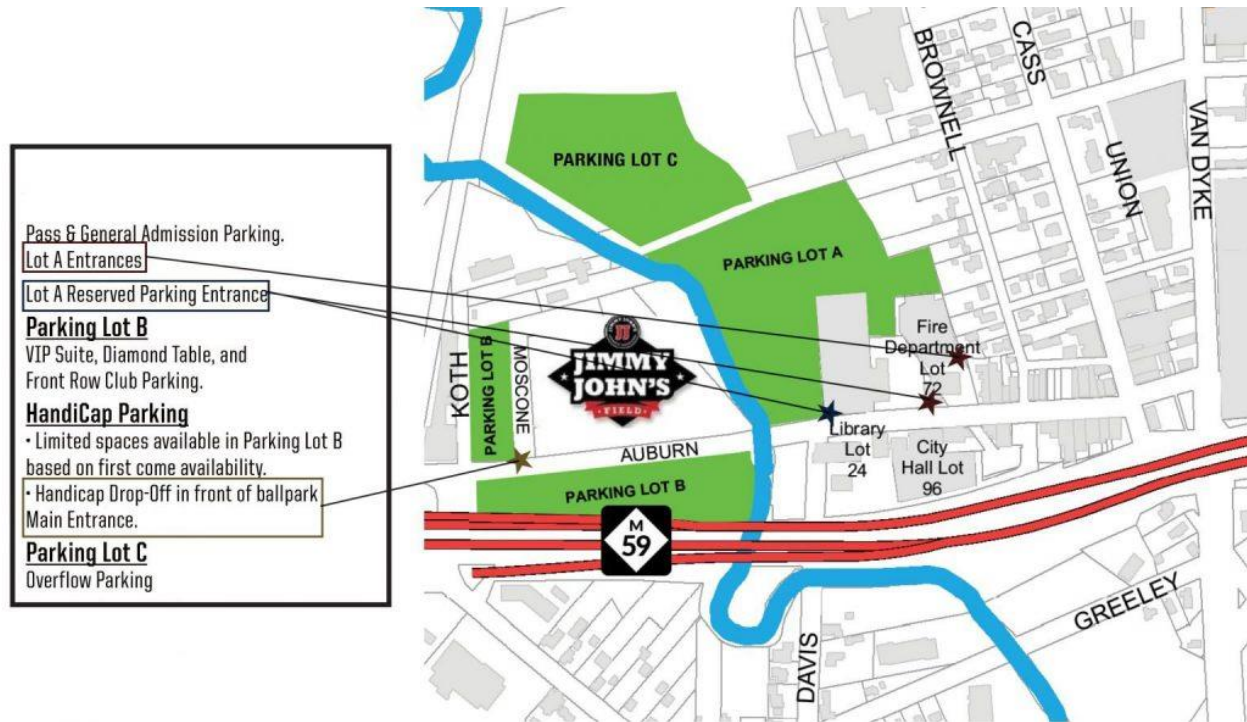 Pass & General Admission Parking.
Lot A Entrances
Lot A Reserved Parking Entrance
Parking Lot B
VIP Suite, Diamond Table, and
Front Row Club Parking.
HandiCap Parking
• Limited spaces available in Parking Lot B
based on first come availability.
• Handicap Drop-Off in front of ballpark
Main Entrance.
Parking Lot C
Overflow Parking
PARKING LOT C
PARKING LOT A
BROWNELL
CASS
UNION
VAN DYKE
KOTH
PARKING LOT B
MOSCONE
JIMMY
JOHN'S
FIELD
Fire
Department
Lot
72
AUBURN
Library
Lot
24
City
Hall Lot
96
PARKING LOT B
M
59
DAVIS
GREELEY